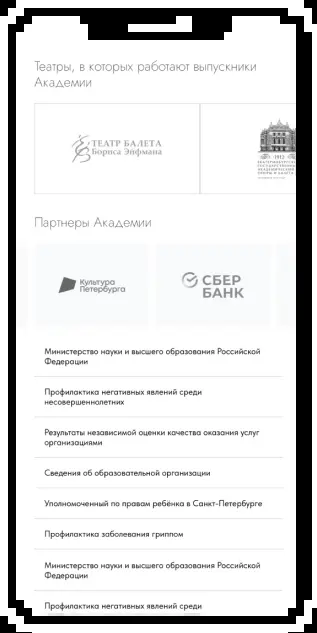 Театры, в которых работают выпускники
Академии
ТЕАТР БАЛЕТА
Бориса Эйфмана
1912
Партнеры Академии
Культура
Петербурга
СБЕР
БАНК
Министерство науки и высшего образования Российской
Федерации
Профилактика негативных явлений среди
несовершеннолетних
Результаты независимой оценки качества оказания услуг
организациями
Сведения об образовательной организации
Уполномоченный по правам ребёнка в Санкт-Петербурге
Профилактика заболевания гриппом
Министерство науки и высшего образования Российской
Федерации
Профилактика негативных явлений среди